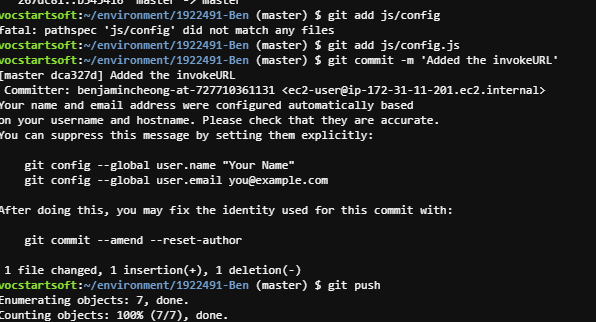 267dc81..b545416 master -> master
vocstartsoft:~/environment/1922491-Ben (master) $ git add js/config
fatal: pathspec 'js/config' did not match any files
vocstartsoft:~/environment/1922491-Ben (master) $ git add js/config.js
vocstartsoft:~/environment/1922491-Ben (master) $ git commit -m 'Added the invokeURL'
[master dca327d] Added the invokeURL
 Committer: benjamincheong-at-727710361131 <ec2-user@ip-172-31-11-201.ec2.internal>
Your name and email address were configured automatically based
on your username and hostname. Please check that they are accurate.
You can suppress this message by setting them explicitly:
    git config --global user.name "Your Name"
    git config --global user.email you@example.com
After doing this, you may fix the identity used for this commit with:
    git commit --amend --reset-author
 1 file changed, 1 insertion(+), 1 deletion(-)
vocstartsoft:~/environment/1922491-Ben (master) $ git push
Enumerating objects: 7, done.
Counting objects: 100% (7/7), done.